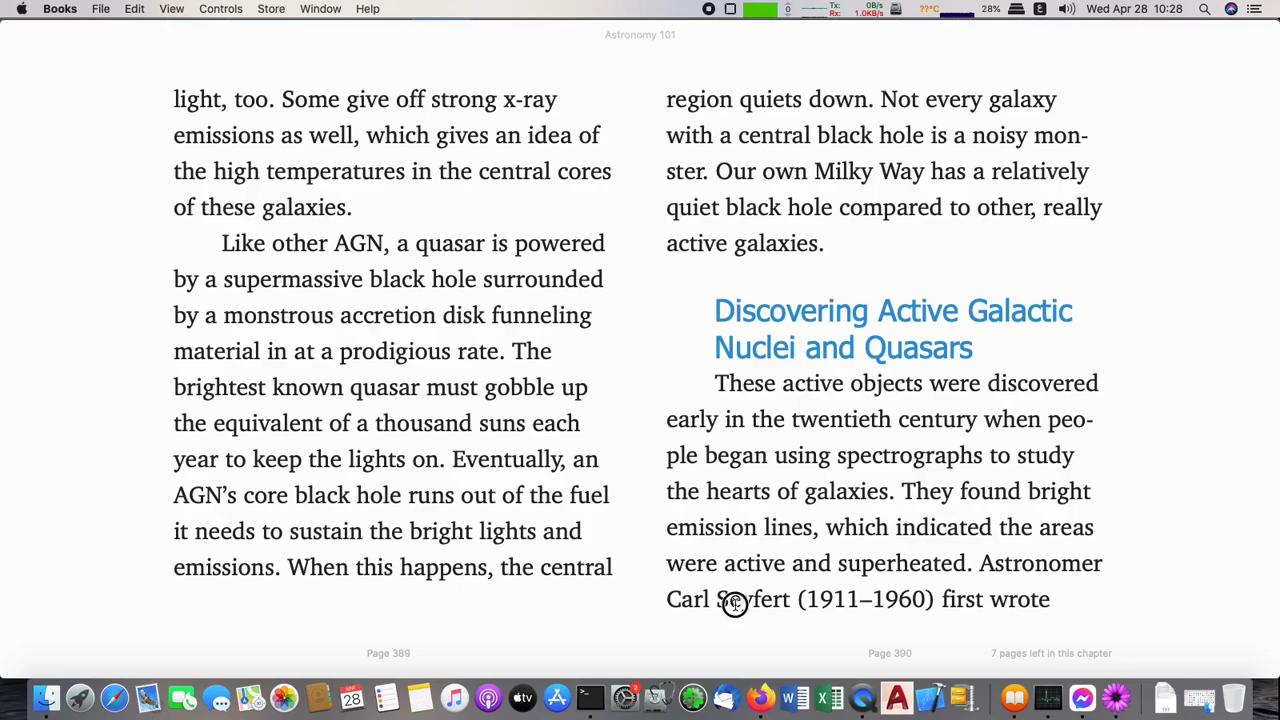 Books File Edit View Controls Store Window Help
Tx: 0B/s
Rx: 1.0KB/s
??°C
28%
Wed Apr 28 10:28
Astronomy 101
light, too. Some give off strong x-ray
emissions as well, which gives an idea of
the high temperatures in the central cores
of these galaxies.
Like other AGN, a quasar is powered
by a supermassive black hole surrounded
by a monstrous accretion disk funneling
material in at a prodigious rate. The
brightest known quasar must gobble up
the equivalent of a thousand suns each
year to keep the lights on. Eventually, an
AGN’s core black hole runs out of the fuel
it needs to sustain the bright lights and
emissions. When this happens, the central
Page 389
region quiets down. Not every galaxy
with a central black hole is a noisy mon-
ster. Our own Milky Way has a relatively
quiet black hole compared to other, really
active galaxies.
Discovering Active Galactic
Nuclei and Quasars
These active objects were discovered
early in the twentieth century when peo-
ple began using spectrographs to study
the hearts of galaxies. They found bright
emission lines, which indicated the areas
were active and superheated. Astronomer
Carl Seyfert (1911–1960) first wrote
Page 390
7 pages left in this chapter